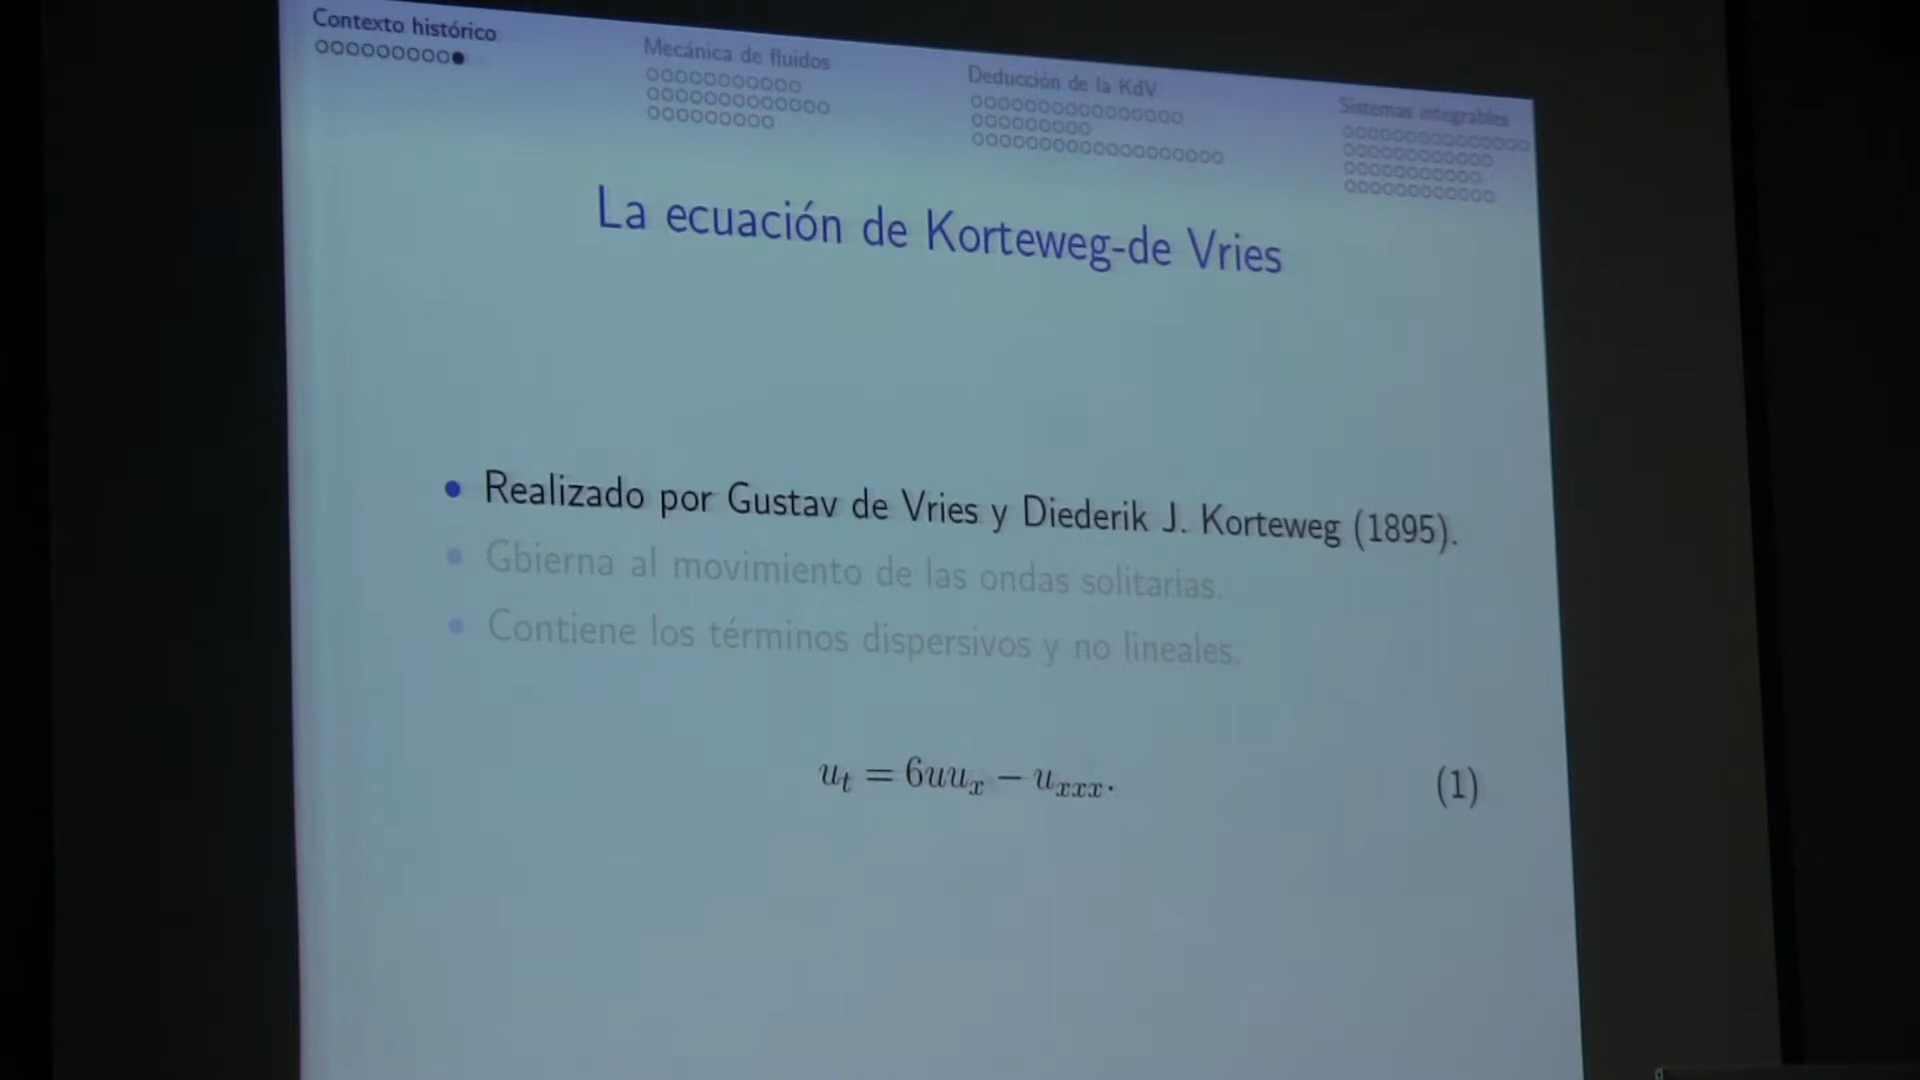 Contexto histórico
Mecánica de fluidos
Deducción de la KdV
Sistemas integrables
La ecuación de Korteweg-de Vries
• Realizado por Gustav de Vries y Diederik J. Korteweg (1895).
• Gbierna al movimiento de las ondas solitarias.
• Contiene los términos dispersivos y no lineales.
u_t = 6uu_x − u_{xxx}. (1)